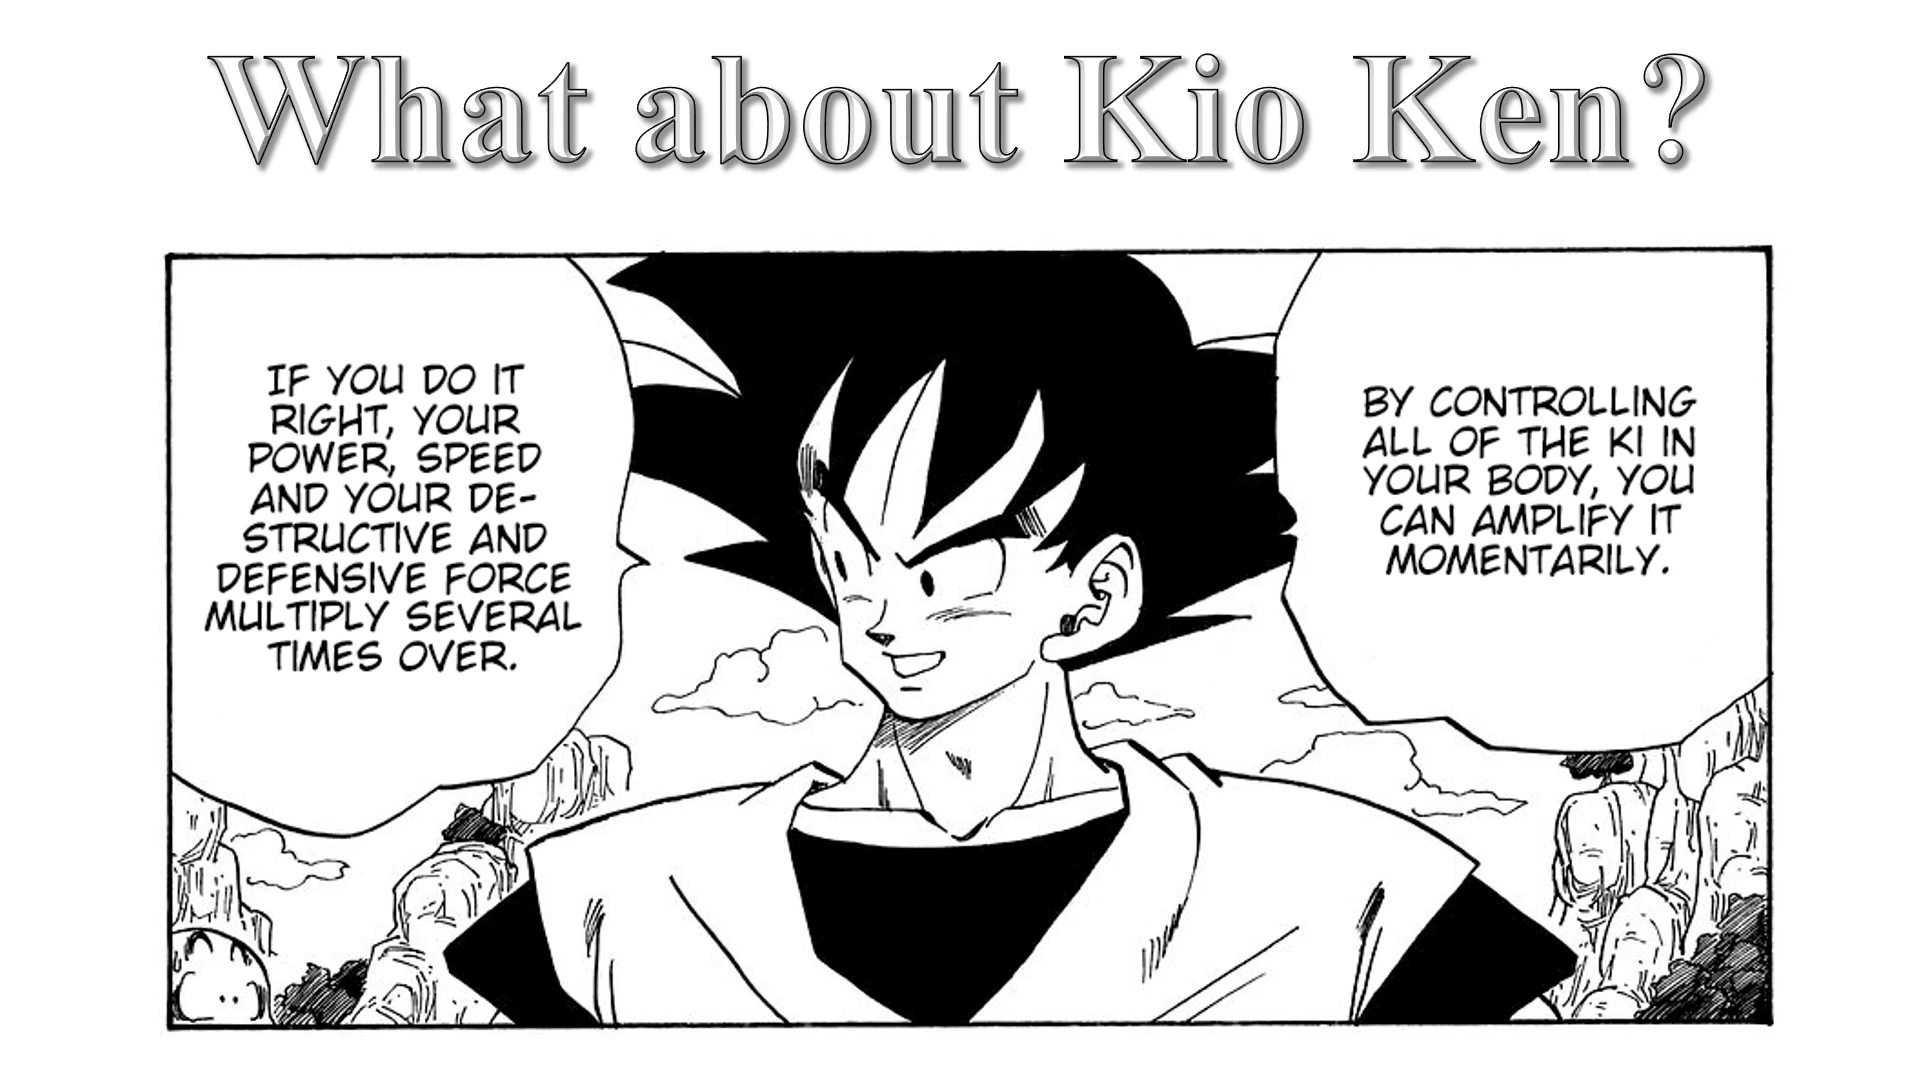 What about Kio Ken?
BY CONTROLLING
ALL OF THE KI IN
YOUR BODY, YOU
CAN AMPLIFY IT
MOMENTARILY.
IF YOU DO IT
RIGHT, YOUR
POWER, SPEED
AND YOUR DE-
STRUCTIVE AND
DEFENSIVE FORCE
MULTIPLY SEVERAL
TIMES OVER.